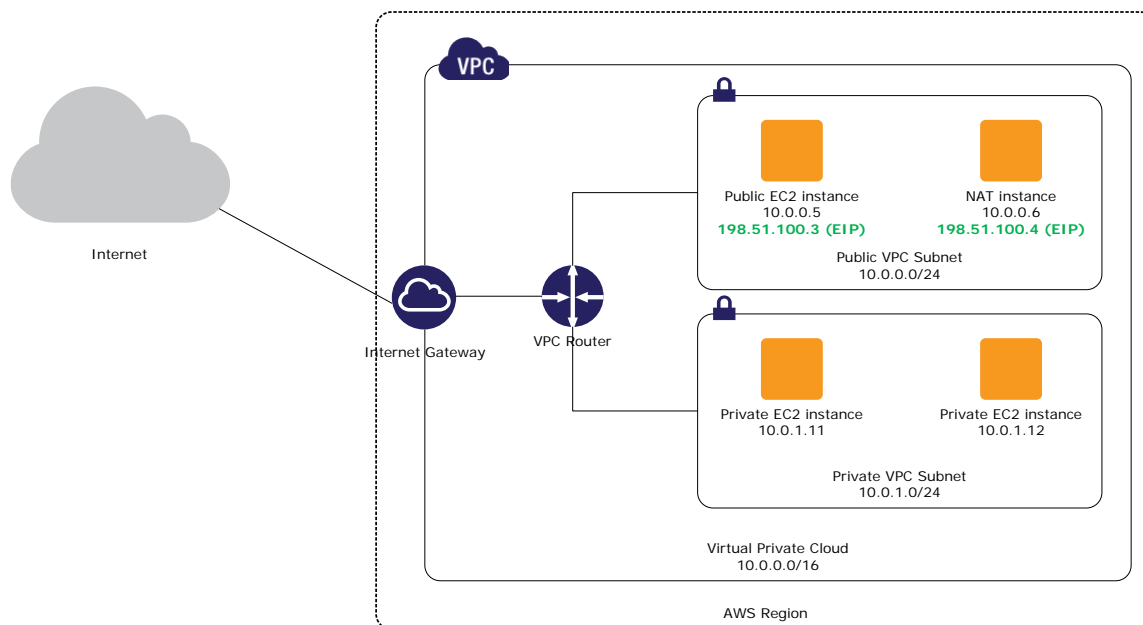 VPC
Public EC2 instance
10.0.0.5
198.51.100.3 (EIP)
NAT instance
10.0.0.6
198.51.100.4 (EIP)
Public VPC Subnet
10.0.0.0/24
Internet
Internet Gateway
VPC Router
Private EC2 instance
10.0.1.11
Private EC2 instance
10.0.1.12
Private VPC Subnet
10.0.1.0/24
Virtual Private Cloud
10.0.0.0/16
AWS Region